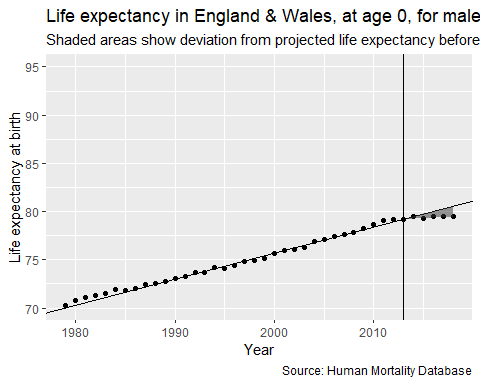 Life expectancy in England & Wales, at age 0, for male
Shaded areas show deviation from projected life expectancy before
95
90
85
80
75
70
Life expectancy at birth
1980
1990
2000
2010
Year
Source: Human Mortality Database